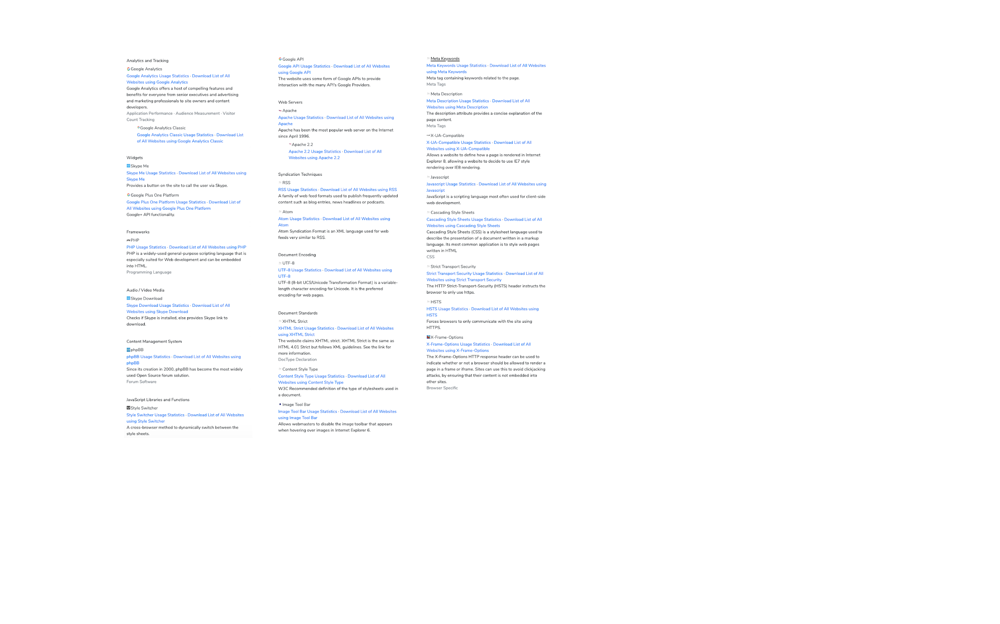 Analytics and Tracking
Google Analytics
Google Analytics Usage Statistics · Download List of All
Websites using Google Analytics
Google Analytics offers a host of compelling features and
benefits for everyone from senior executives and advertising
and marketing professionals to site owners and content
developers.
Application Performance · Audience Measurement · Visitor
Count Tracking
Google Analytics Classic
Google Analytics Classic Usage Statistics · Download List
of All Websites using Google Analytics Classic
Widgets
Skype Me
Skype Me Usage Statistics · Download List of All Websites using
Skype Me
Provides a button on the site to call the user via Skype.
Google Plus One Platform
Google Plus One Platform Usage Statistics · Download List of
All Websites using Google Plus One Platform
Google+ API functionality.
Frameworks
PHP
PHP Usage Statistics · Download List of All Websites using PHP
PHP is a widely-used general-purpose scripting language that is
especially suited for Web development and can be embedded
into HTML.
Programming Language
Audio / Video Media
Skype Download
Skype Download Usage Statistics · Download List of All
Websites using Skype Download
Checks if Skype is installed, else provides Skype link to
download.
Content Management System
phpBB
phpBB Usage Statistics · Download List of All Websites using
phpBB
Since its creation in 2000, phpBB has become the most widely
used Open Source forum solution.
Forum Software
JavaScript Libraries and Functions
Style Switcher
Style Switcher Usage Statistics · Download List of All Websites
using Style Switcher
A cross-browser method to dynamically switch between the
style sheets.
Google API
Google API Usage Statistics · Download List of All Websites
using Google API
The website uses some form of Google APIs to provide
interaction with the many API's Google Providers.
Web Servers
Apache
Apache Usage Statistics · Download List of All Websites using
Apache
Apache has been the most popular web server on the Internet
since April 1996.
Apache 2.2
Apache 2.2 Usage Statistics · Download List of All
Websites using Apache 2.2
Syndication Techniques
RSS
RSS Usage Statistics · Download List of All Websites using RSS
A family of web feed formats used to publish frequently updated
content such as blog entries, news headlines or podcasts.
Atom
Atom Usage Statistics · Download List of All Websites using
Atom
Atom Syndication Format is an XML language used for web
feeds very similar to RSS.
Document Encoding
UTF-8
UTF-8 Usage Statistics · Download List of All Websites using
UTF-8
UTF-8 (8-bit UCS/Unicode Transformation Format) is a variable-
length character encoding for Unicode. It is the preferred
encoding for web pages.
Document Standards
XHTML Strict
XHTML Strict Usage Statistics · Download List of All Websites
using XHTML Strict
The website claims XHTML strict. XHTML Strict is the same as
HTML 4.01 Strict but follows XML guidelines. See the link for
more information.
DocType Declaration
Content Style Type
Content Style Type Usage Statistics · Download List of All
Websites using Content Style Type
W3C Recommended definition of the type of stylesheets used in
a document.
Image Tool Bar
Image Tool Bar Usage Statistics · Download List of All Websites
using Image Tool Bar
Allows webmasters to disable the image toolbar that appears
when hovering over images in Internet Explorer 6.
Meta Keywords
Meta Keywords Usage Statistics · Download List of All Websites
using Meta Keywords
Meta tag containing keywords related to the page.
Meta Tags
Meta Description
Meta Description Usage Statistics · Download List of All
Websites using Meta Description
The description attribute provides a concise explanation of the
page content.
Meta Tags
X-UA-Compatible
X-UA-Compatible Usage Statistics · Download List of All
Websites using X-UA-Compatible
Allows a website to define how a page is rendered in Internet
Explorer 8, allowing a website to decide to use IE7 style
rendering over IE8 rendering.
Javascript
Javascript Usage Statistics · Download List of All Websites using
Javascript
JavaScript is a scripting language most often used for client-side
web development.
Cascading Style Sheets
Cascading Style Sheets Usage Statistics · Download List of All
Websites using Cascading Style Sheets
Cascading Style Sheets (CSS) is a stylesheet language used to
describe the presentation of a document written in a markup
language. Its most common application is to style web pages
written in HTML
CSS
Strict Transport Security
Strict Transport Security Usage Statistics · Download List of All
Websites using Strict Transport Security
The HTTP Strict-Transport-Security (HSTS) header instructs the
browser to only use https.
HSTS
HSTS Usage Statistics · Download List of All Websites using
HSTS
Forces browsers to only communicate with the site using
HTTPS.
X-Frame-Options
X-Frame-Options Usage Statistics · Download List of All
Websites using X-Frame-Options
The X-Frame-Options HTTP response header can be used to
indicate whether or not a browser should be allowed to render a
page in a frame or iframe. Sites can use this to avoid clickjacking
attacks, by ensuring that their content is not embedded into
other sites.
Browser Specific